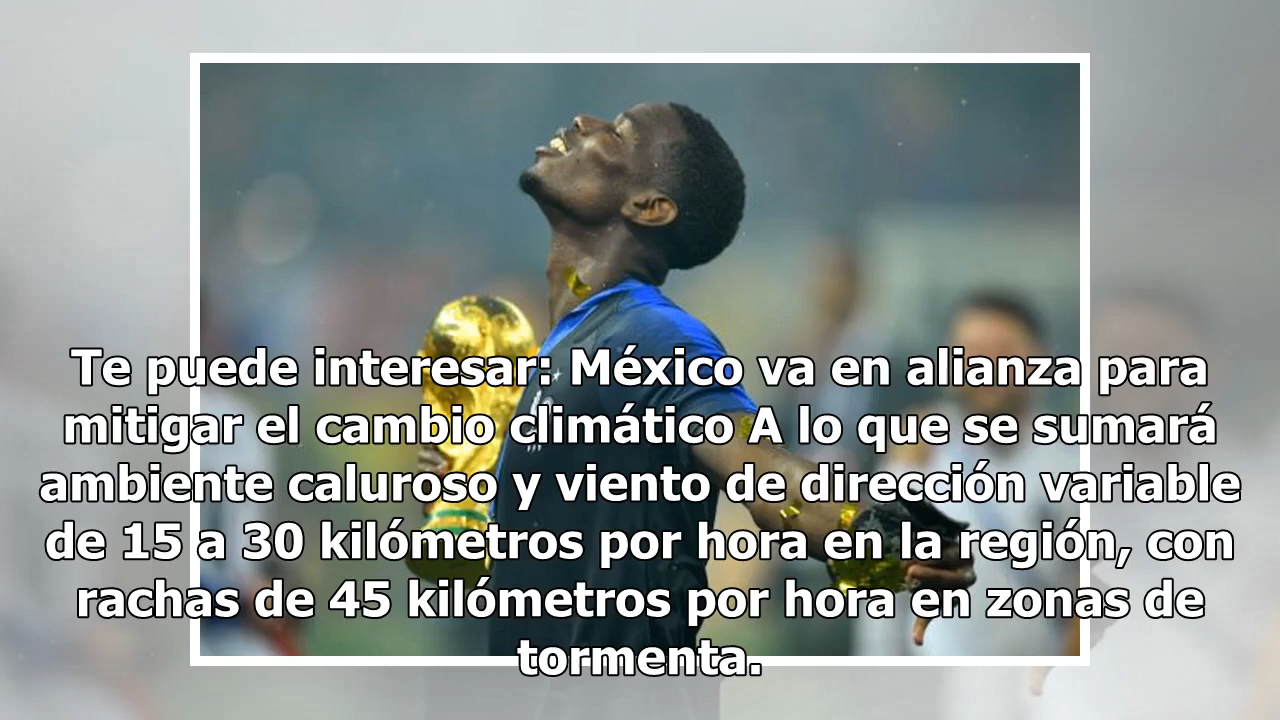 Te puede interesar: México va en alianza para
mitigar el cambio climático A lo que se sumará
ambiente caluroso y viento de dirección variable
de 15 a 30 kilómetros por hora en la región, con
rachas de 45 kilómetros por hora en zonas de
tormenta.